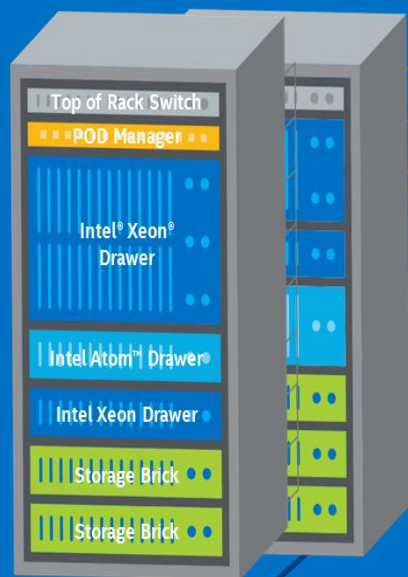 Top of Rack Switch
POD Manager
Intel® Xeon®
Drawer
Intel Atom™ Drawer
Intel Xeon Drawer
Storage Brick
Storage Brick